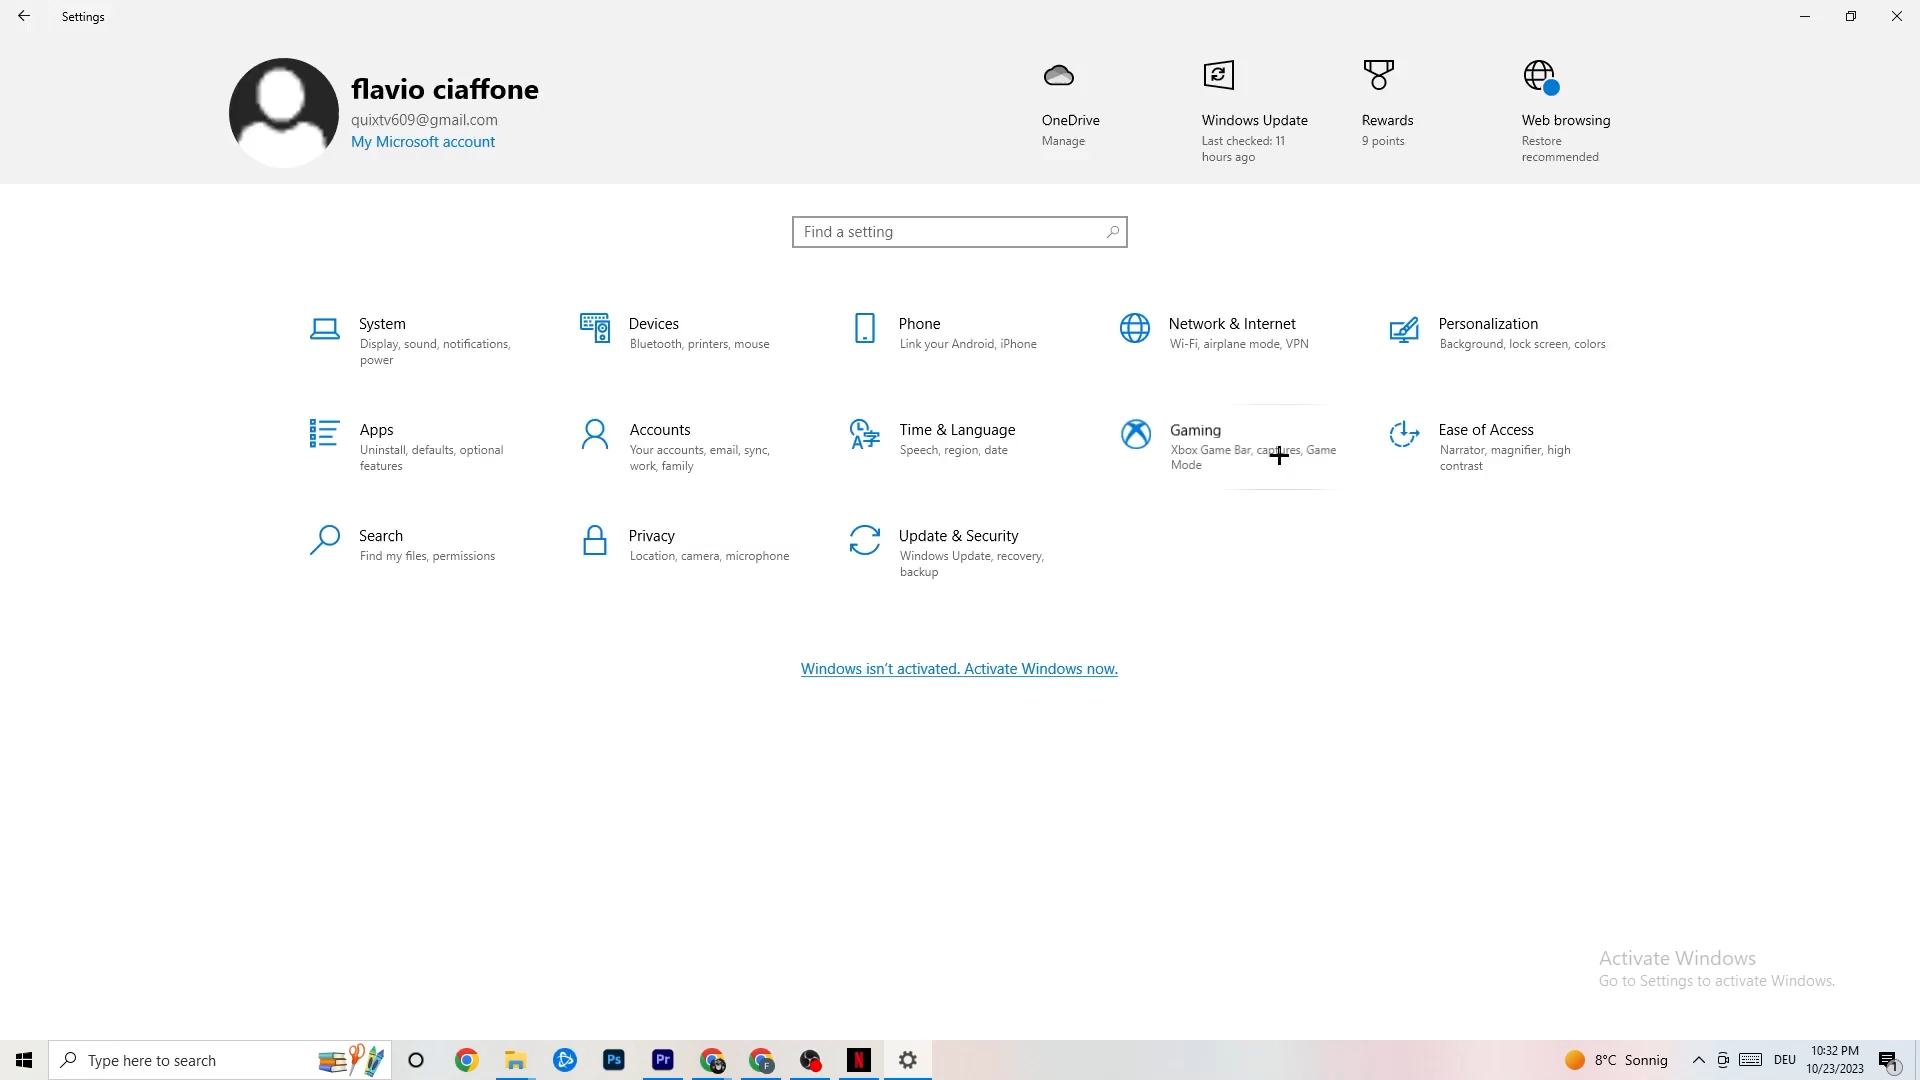 Settings
flavio ciaffone
quixtv609@gmail.com
My Microsoft account
OneDrive
Manage
Windows Update
Last checked: 11
hours ago
Rewards
9 points
Web browsing
Restore
recommended
Find a setting
System
Display, sound, notifications,
power
Devices
Bluetooth, printers, mouse
Phone
Link your Android, iPhone
Network & Internet
Wi-Fi, airplane mode, VPN
Personalization
Background, lock screen, colors
Apps
Uninstall, defaults, optional
features
Accounts
Your accounts, email, sync,
work, family
Time & Language
Speech, region, date
Gaming
Xbox Game Bar, captures, Game
Mode
Ease of Access
Narrator, magnifier, high
contrast
Search
Find my files, permissions
Privacy
Location, camera, microphone
Update & Security
Windows Update, recovery,
backup
Windows isn't activated. Activate Windows now.
Activate Windows
Go to Settings to activate Windows.
Type here to search
Ps
Pr
F
N
8°C Sonnig
DEU
10:32 PM
10/23/2023
1